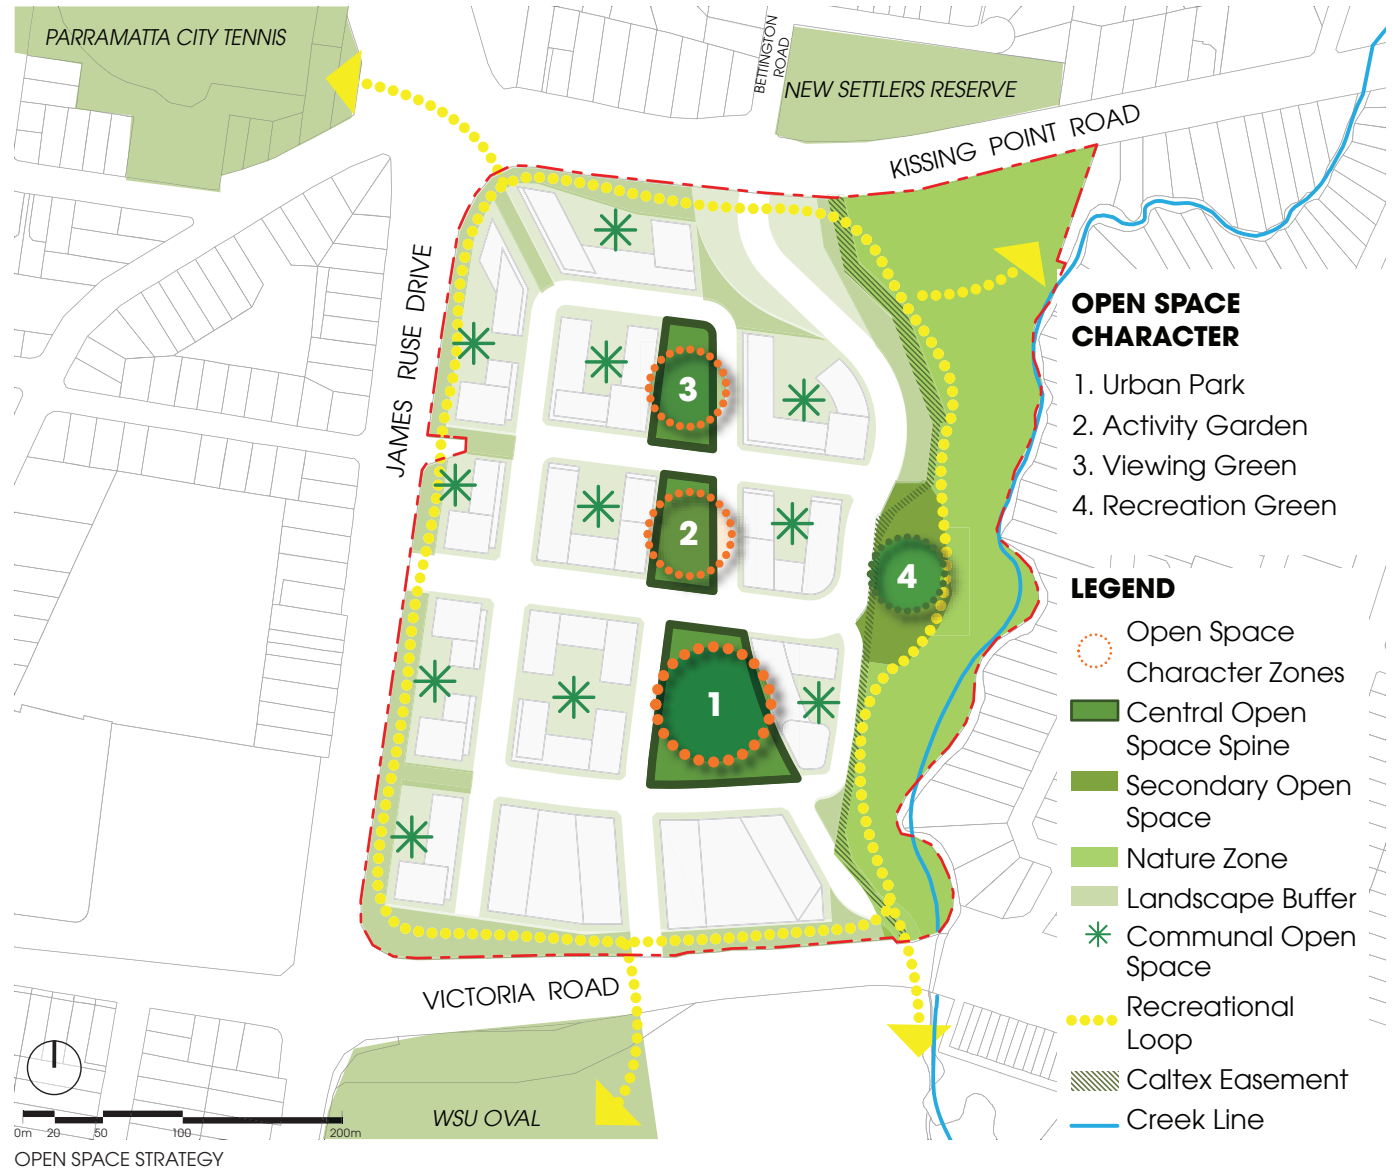 PARRAMATTA CITY TENNIS
BETTINGTON
ROAD
NEW SETTLERS RESERVE
KISSING POINT ROAD
JAMES RUSE DRIVE
3
2
1
4
OPEN SPACE
CHARACTER
1. Urban Park
2. Activity Garden
3. Viewing Green
4. Recreation Green
LEGEND
Open Space
Character Zones
Central Open
Space Spine
Secondary Open
Space
Nature Zone
Landscape Buffer
Communal Open
Space
Recreational
Loop
Caltex Easement
Creek Line
VICTORIA ROAD
WSU OVAL
0m 20 50 100 200m
OPEN SPACE STRATEGY